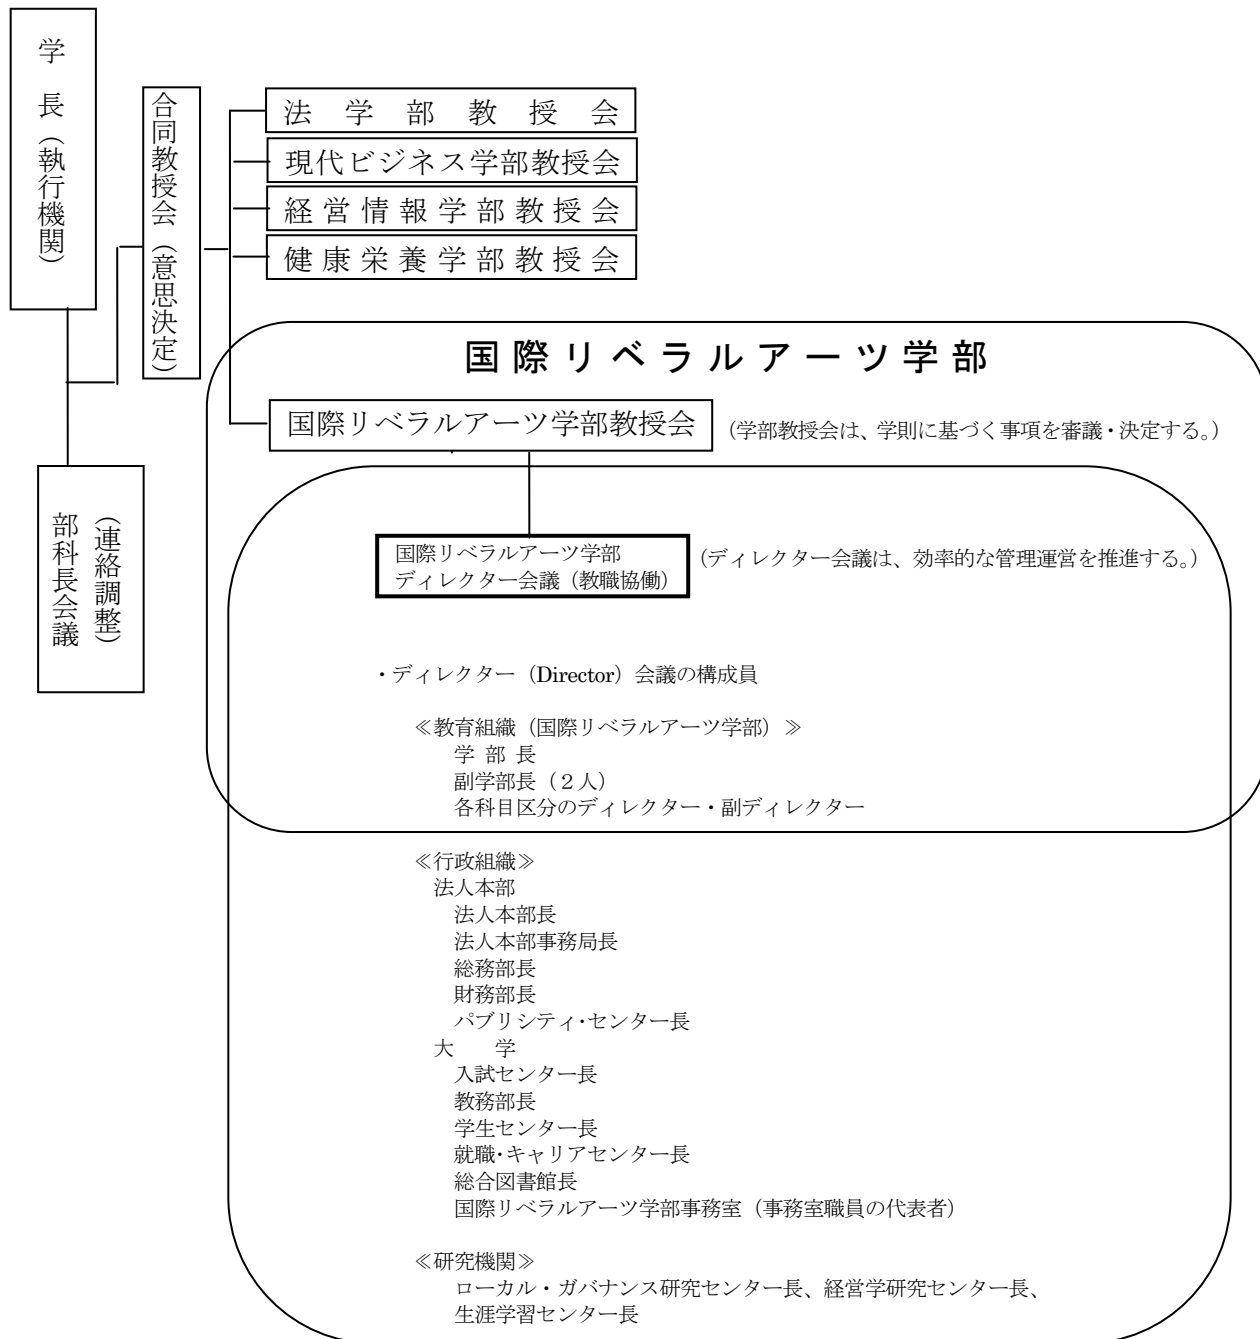 学長（執行機関）
合同教授会（意思決定）
法学部教授会
現代ビジネス学部教授会
経営情報学部教授会
健康栄養学部教授会
国際リベラルアーツ学部
国際リベラルアーツ学部教授会
（学部教授会は、学則に基づく事項を審議・決定する。）
（連絡調整）
部科長会議
国際リベラルアーツ学部
ディレクター会議（教職協働）
（ディレクター会議は、効率的な管理運営を推進する。）
・ディレクター（Director）会議の構成員
≪教育組織（国際リベラルアーツ学部）≫
学 部 長
副学部長（２人）
各科目区分のディレクター・副ディレクター
≪行政組織≫
法人本部
法人本部長
法人本部事務局長
総務部長
財務部長
パブリシティ・センター長
大　　学
入試センター長
教務部長
学生センター長
就職・キャリアセンター長
総合図書館長
国際リベラルアーツ学部事務室（事務室職員の代表者）
≪研究機関≫
ローカル・ガバナンス研究センター長、経営学研究センター長、
生涯学習センター長